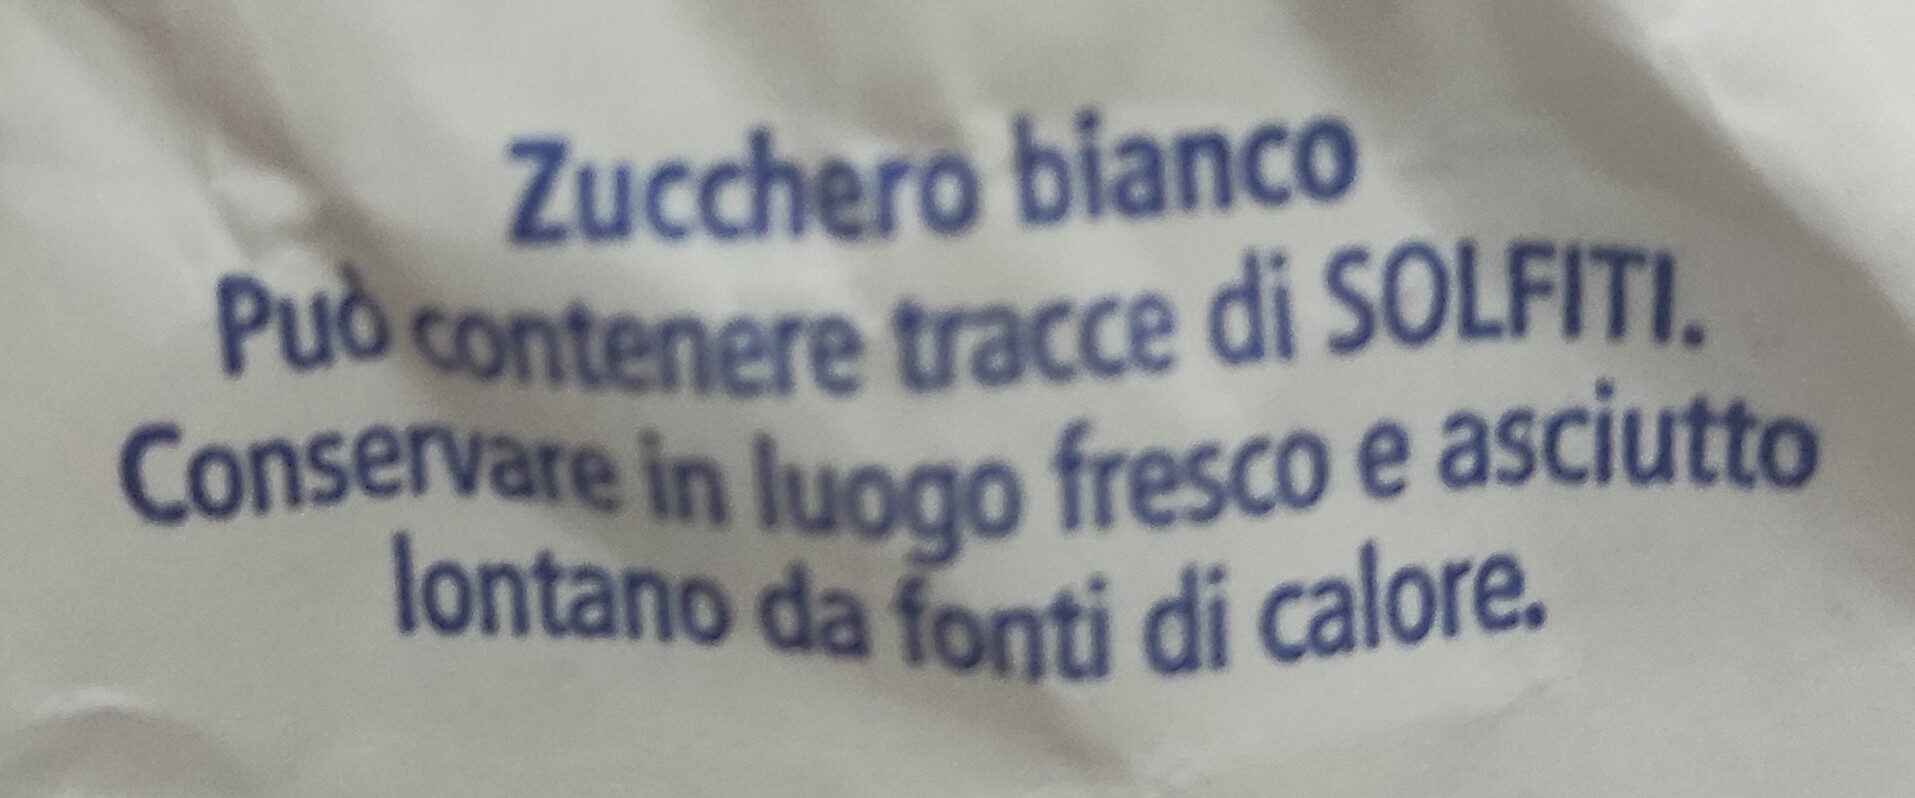 Zucchero bianco
Può contenere tracce di SOLFITI.
Conservare in luogo fresco e asciutto
lontano da fonti di calore.